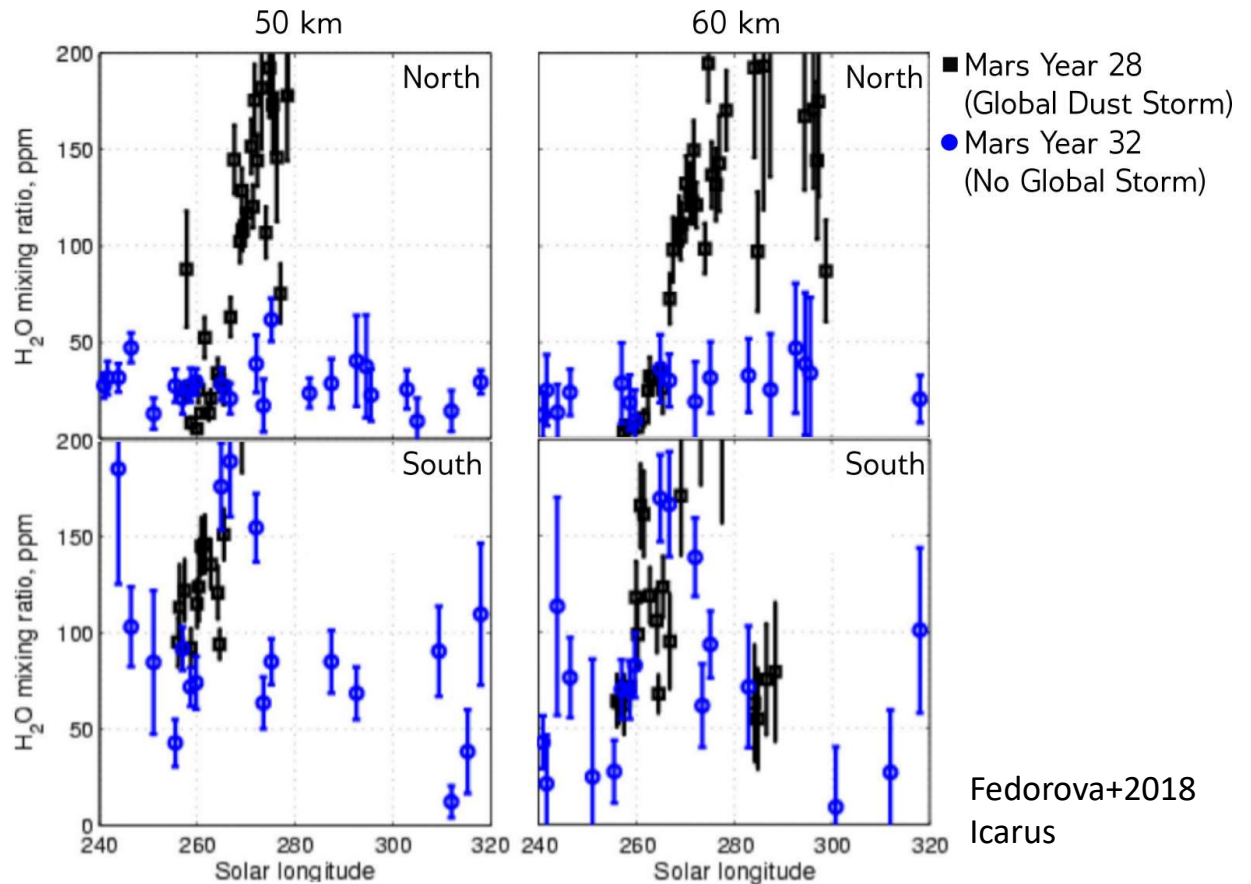 50 km
60 km
200
150
100
50
H₂O mixing ratio, ppm
North
North
■ Mars Year 28
(Global Dust Storm)
Mars Year 32
(No Global Storm)
200
150
100
50
0
H₂O mixing ratio, ppm
South
South
240 260 280 300 320
Solar longitude
240 260 280 300 320
Solar longitude
Fedorova+2018
Icarus